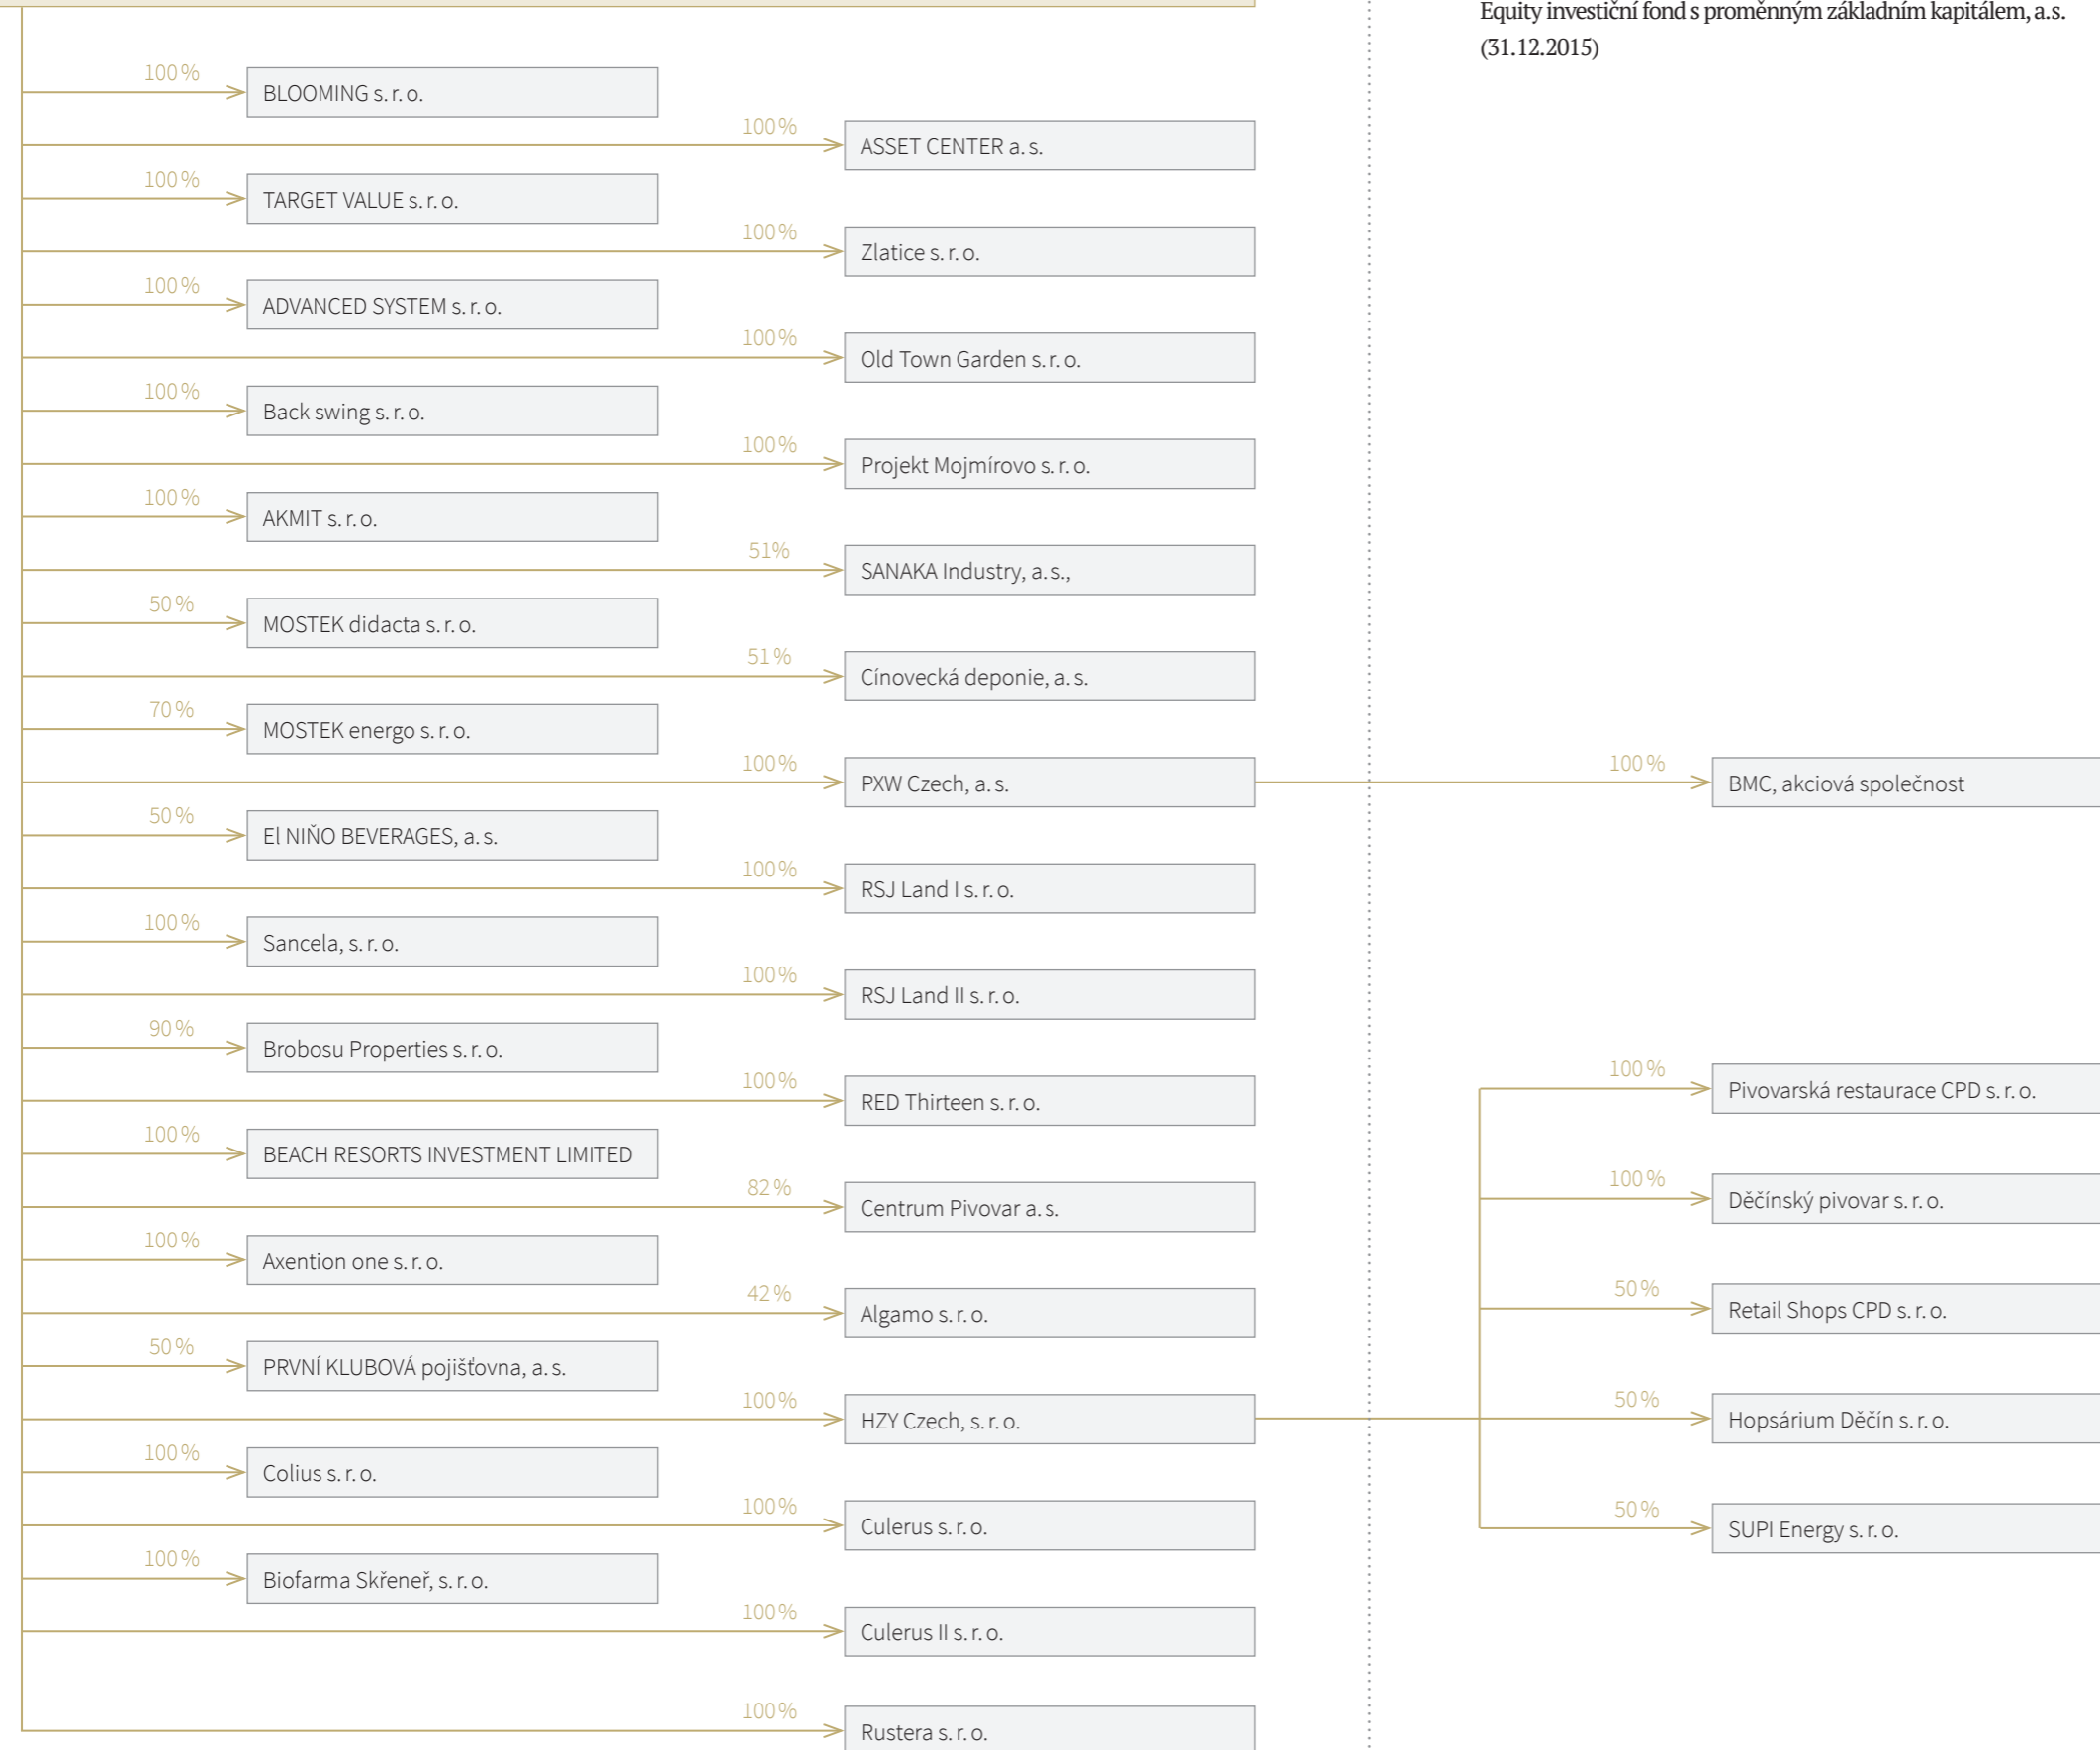 Equity investiční fond s proměnným základním kapitálem, a.s.
(31.12.2015)
100 %
BLOOMING s. r. o.
100 %
ASSET CENTER a. s.
100 %
TARGET VALUE s. r. o.
100 %
Zlatice s. r. o.
100 %
ADVANCED SYSTEM s. r. o.
100 %
Old Town Garden s. r. o.
100 %
Back swing s. r. o.
100 %
Projekt Mojmírovo s. r. o.
100 %
AKMIT s. r. o.
51%
SANAKA Industry, a. s.,
50 %
MOSTEK didacta s. r. o.
51 %
Cínovecká deponie, a. s.
70 %
MOSTEK energo s. r. o.
100 %
PXW Czech, a. s.
100 %
BMC, akciová společnost
50 %
El NIŇO BEVERAGES, a. s.
100 %
RSJ Land I s. r. o.
100 %
Sancela, s. r. o.
100 %
RSJ Land II s. r. o.
90 %
Brobosu Properties s. r. o.
100 %
RED Thirteen s. r. o.
100 %
Pivovarská restaurace CPD s. r. o.
100 %
BEACH RESORTS INVESTMENT LIMITED
82 %
Centrum Pivovar a. s.
100 %
Děčínský pivovar s. r. o.
100 %
Axention one s. r. o.
42 %
Algamo s. r. o.
50 %
Retail Shops CPD s. r. o.
50 %
PRVNÍ KLUBOVÁ pojišťovna, a. s.
100 %
HZY Czech, s. r. o.
50 %
Hopsárium Děčín s. r. o.
100 %
Colius s. r. o.
100 %
Culerus s. r. o.
50 %
SUPI Energy s. r. o.
100 %
Biofarma Skřeneř, s. r. o.
100 %
Culerus II s. r. o.
100 %
Rustera s. r. o.